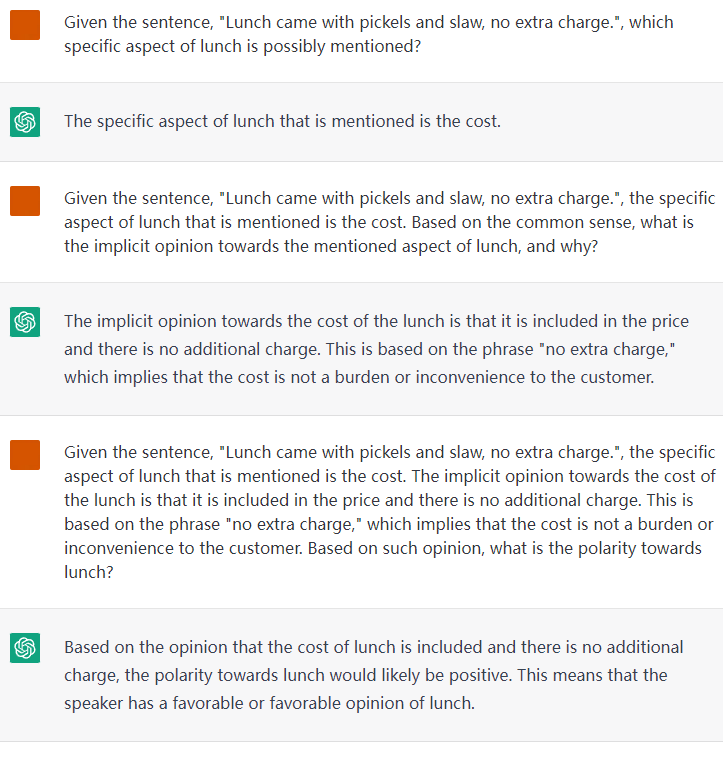 Given the sentence, "Lunch came with pickels and slaw, no extra charge.", which
specific aspect of lunch is possibly mentioned?
The specific aspect of lunch that is mentioned is the cost.
Given the sentence, "Lunch came with pickels and slaw, no extra charge.", the specific
aspect of lunch that is mentioned is the cost. Based on the common sense, what is
the implicit opinion towards the mentioned aspect of lunch, and why?
The implicit opinion towards the cost of the lunch is that it is included in the price
and there is no additional charge. This is based on the phrase "no extra charge,"
which implies that the cost is not a burden or inconvenience to the customer.
Given the sentence, "Lunch came with pickels and slaw, no extra charge.", the specific
aspect of lunch that is mentioned is the cost. The implicit opinion towards the cost of
the lunch is that it is included in the price and there is no additional charge. This is
based on the phrase "no extra charge," which implies that the cost is not a burden or
inconvenience to the customer. Based on such opinion, what is the polarity towards
lunch?
Based on the opinion that the cost of lunch is included and there is no additional
charge, the polarity towards lunch would likely be positive. This means that the
speaker has a favorable or favorable opinion of lunch.